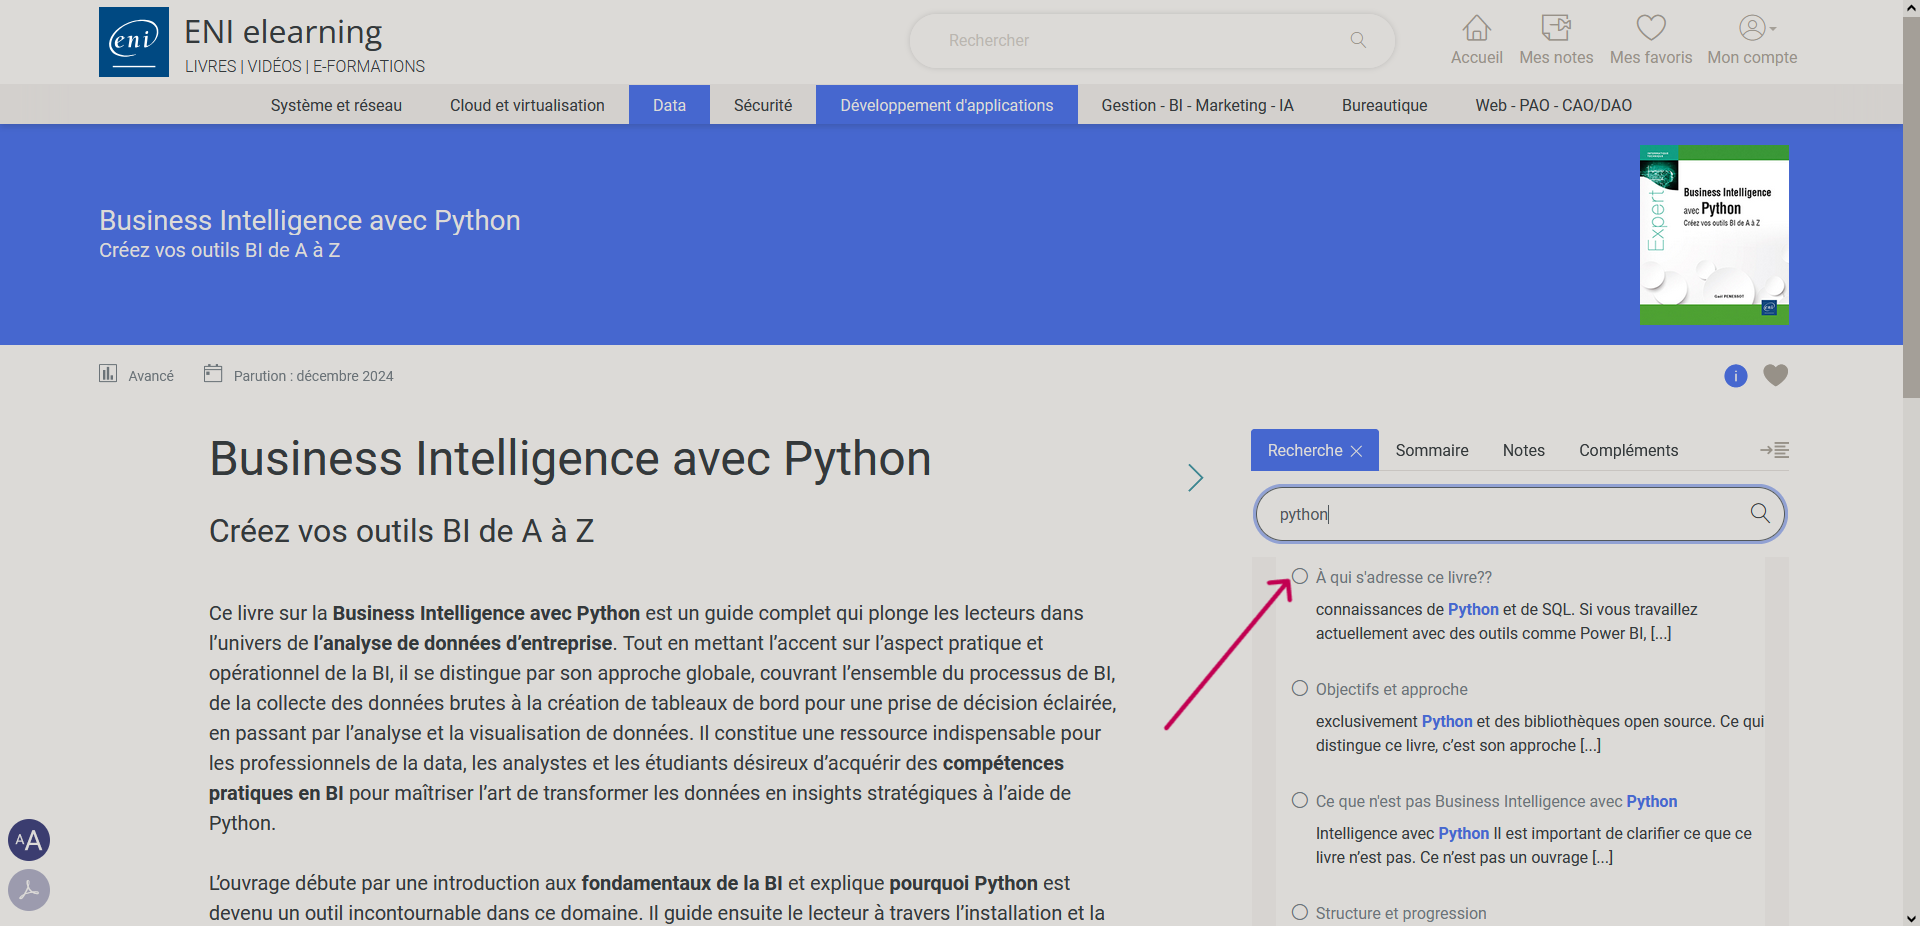 eni
ENI elearning
LIVRES | VIDÉOS | E-FORMATIONS
Rechercher
Accueil
Mes notes
Mes favoris
Mon compte
Système et réseau
Cloud et virtualisation
Data
Sécurité
Développement d'applications
Gestion - BI - Marketing - IA
Bureautique
Web - PAO - CAO/DAO
Business Intelligence avec Python
Créez vos outils BI de A à Z
Expert
Business Intelligence
avec Python
Créez vos outils BI de A à Z
Avancé
Parution : décembre 2024
i
Business Intelligence avec Python
Créez vos outils BI de A à Z
Ce livre sur la Business Intelligence avec Python est un guide complet qui plonge les lecteurs dans
l’univers de l’analyse de données d’entreprise. Tout en mettant l’accent sur l’aspect pratique et
opérationnel de la BI, il se distingue par son approche globale, couvrant l’ensemble du processus de BI,
de la collecte des données brutes à la création de tableaux de bord pour une prise de décision éclairée,
en passant par l’analyse et la visualisation de données. Il constitue une ressource indispensable pour
les professionnels de la data, les analystes et les étudiants désireux d’acquérir des compétences
pratiques en BI pour maîtriser l’art de transformer les données en insights stratégiques à l’aide de
Python.
L’ouvrage débute par une introduction aux fondamentaux de la BI et explique pourquoi Python est
devenu un outil incontournable dans ce domaine. Il guide ensuite le lecteur à travers l’installation et la
Recherche
Sommaire
Notes
Compléments
python
À qui s'adresse ce livre??
connaissances de Python et de SQL. Si vous travaillez
actuellement avec des outils comme Power BI, [...]
Objectifs et approche
exclusivement Python et des bibliothèques open source. Ce qui
distingue ce livre, c’est son approche [...]
Ce que n'est pas Business Intelligence avec Python
Intelligence avec Python Il est important de clarifier ce que ce
livre n’est pas. Ce n’est pas un ouvrage [...]
Structure et progression
AA